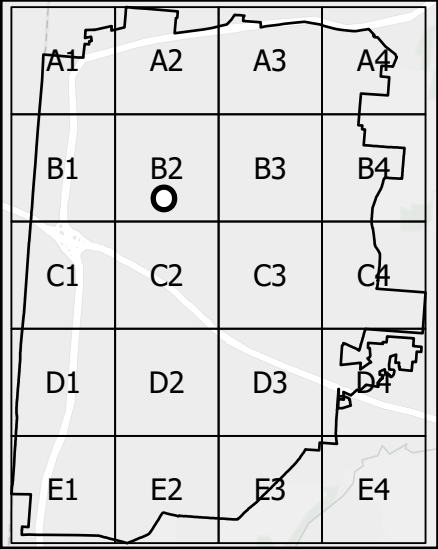 A1 A2 A3 A4
B1 B2 B3 B4
C1 C2 C3 C4
D1 D2 D3 D4
E1 E2 E3 E4